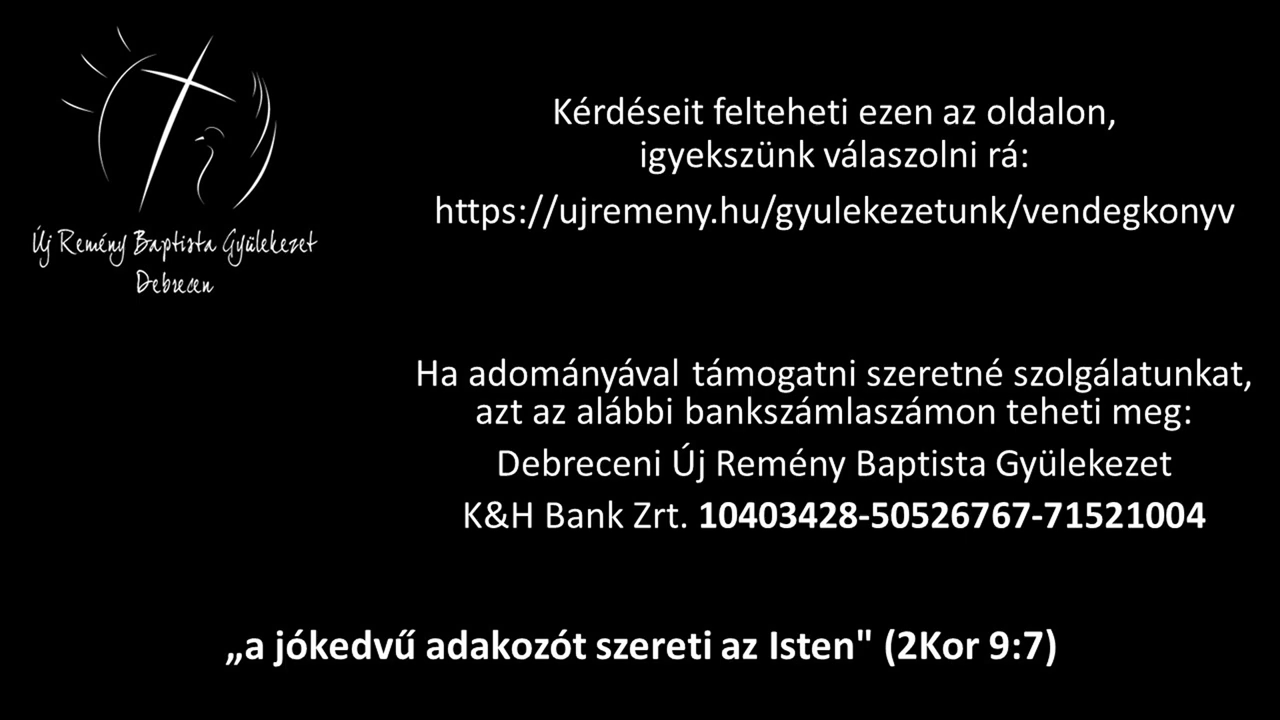 Új Remény Baptista Gyülekezet
Debrecen
Kérdéseit felteheti ezen az oldalon,
igyekszünk válaszolni rá:
https://ujremeny.hu/gyulekezetunk/vendegkonyv
Ha adományával támogatni szeretné szolgálatunkat,
azt az alábbi bankszámlaszámon teheti meg:
Debreceni Új Remény Baptista Gyülekezet
K&H Bank Zrt. 10403428-50526767-71521004
„a jókedvű adakozót szereti az Isten" (2Kor 9:7)